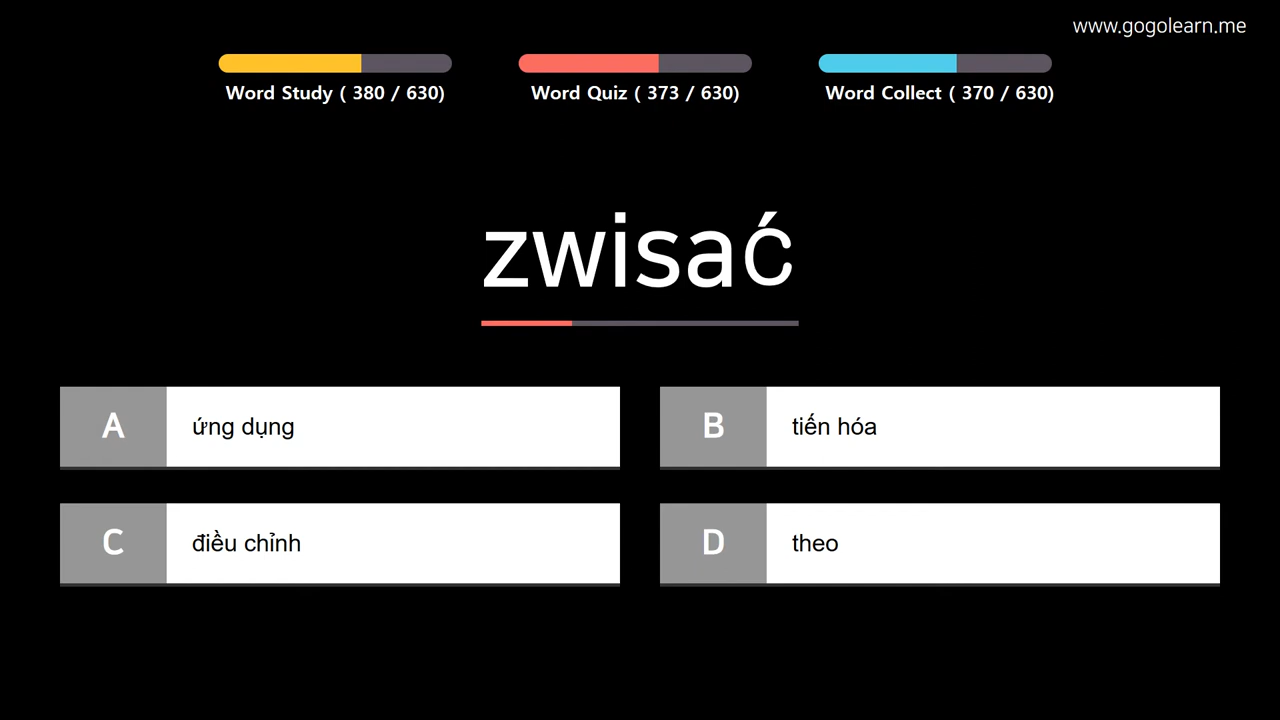 www.gogolearn.me
Word Study ( 380 / 630)
Word Quiz ( 373 / 630)
Word Collect ( 370 / 630)
zwisać
A ứng dụng
B tiến hóa
C điều chỉnh
D theo